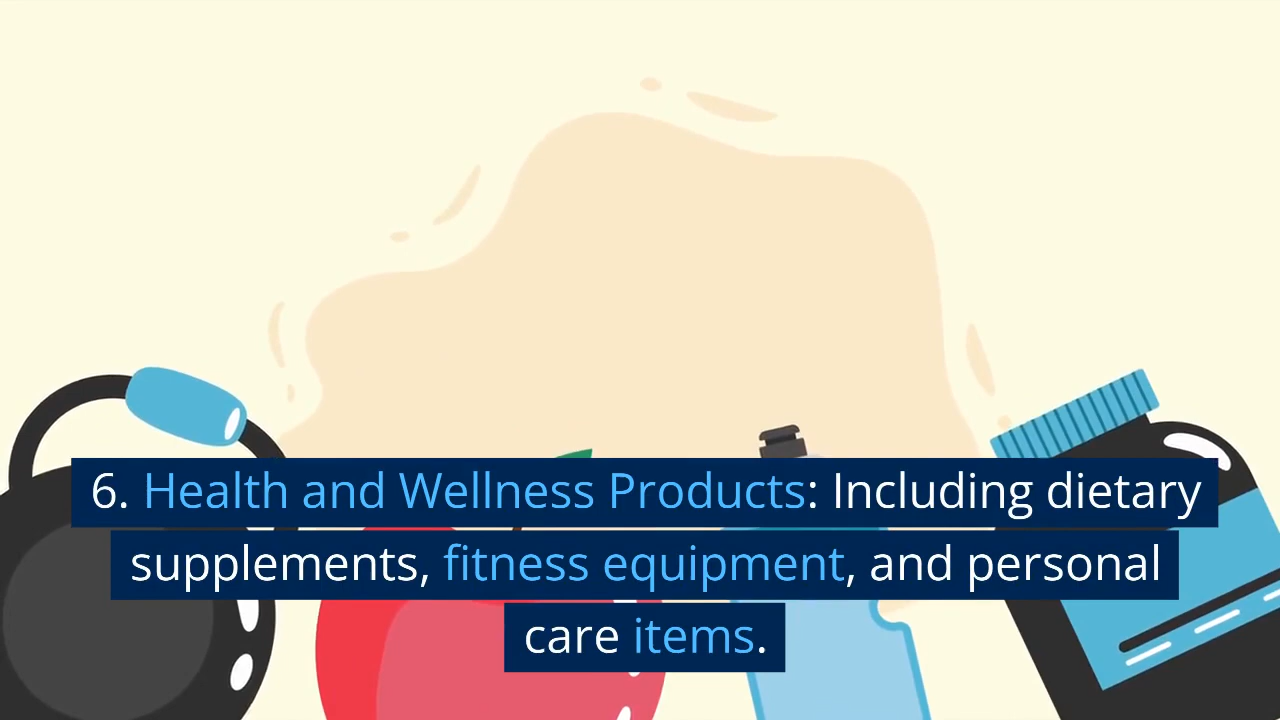 6. Health and Wellness Products: Including dietary
supplements, fitness equipment, and personal
care items.